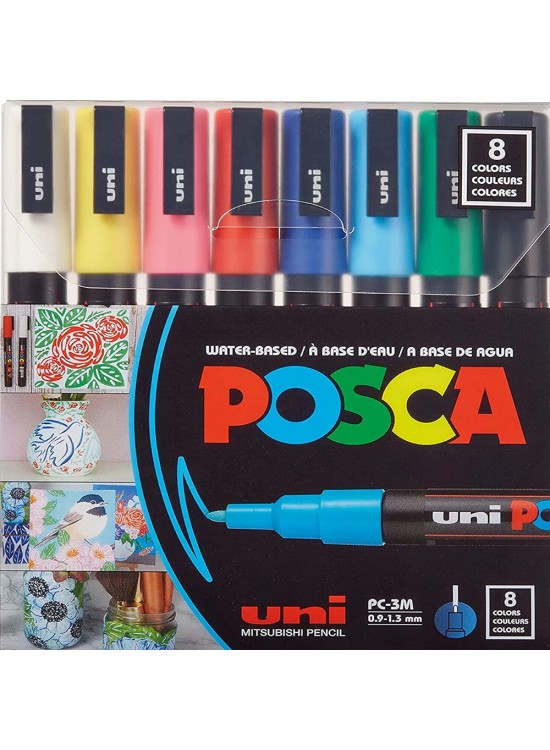 uni
uni
uni
uni
uni
uni
uni
8
COLORS
COULEURS
COLORES
WATER-BASED / À BASE D'EAU / A BASE DE AGUA
POSCA
uni PO
uni
MITSUBISHI PENCIL
PC-3M
0.9-1.3 mm
8
COLORS
COULEURS
COLORES